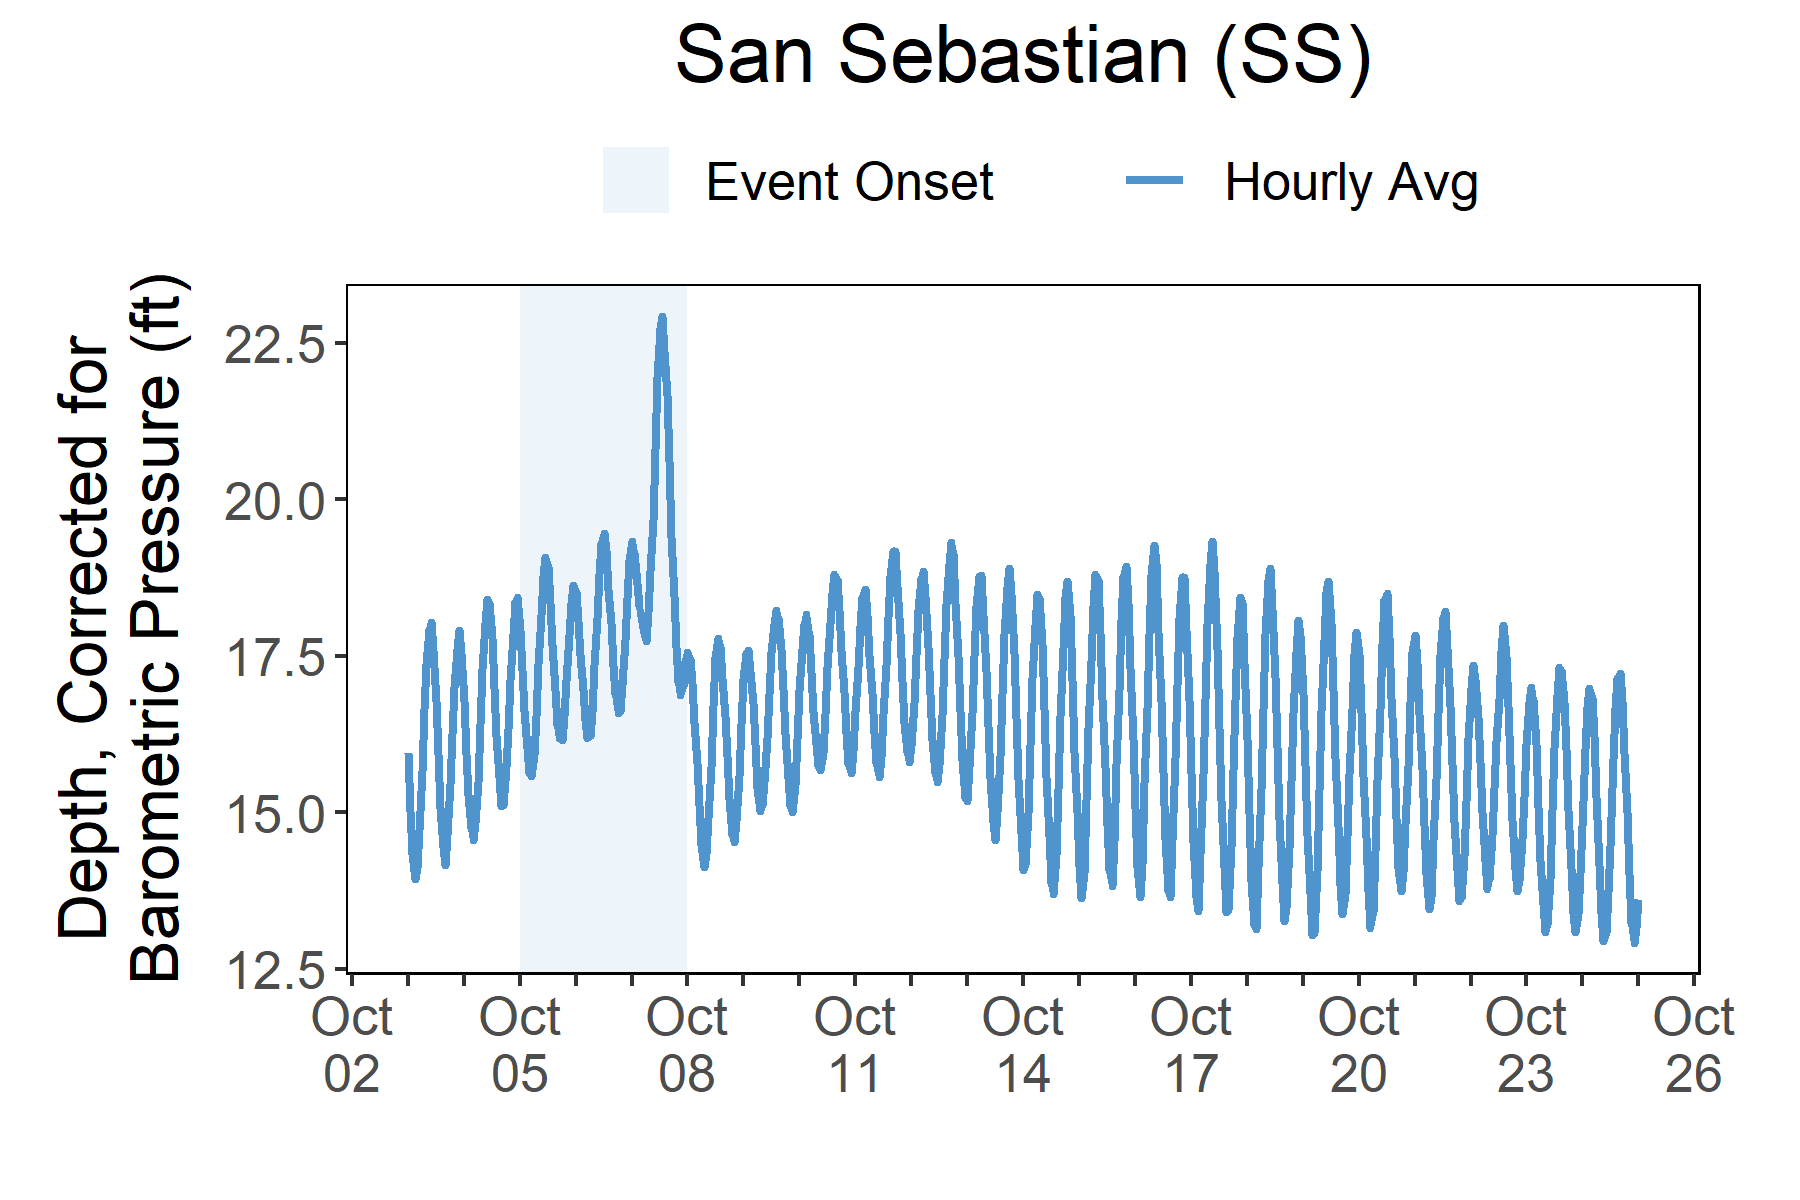 San Sebastian (SS)
Event Onset
Hourly Avg
Depth, Corrected for
Barometric Pressure (ft)
22.5
20.0
17.5
15.0
12.5
Oct Oct Oct Oct Oct Oct Oct Oct Oct
02 05 08 11 14 17 20 23 26